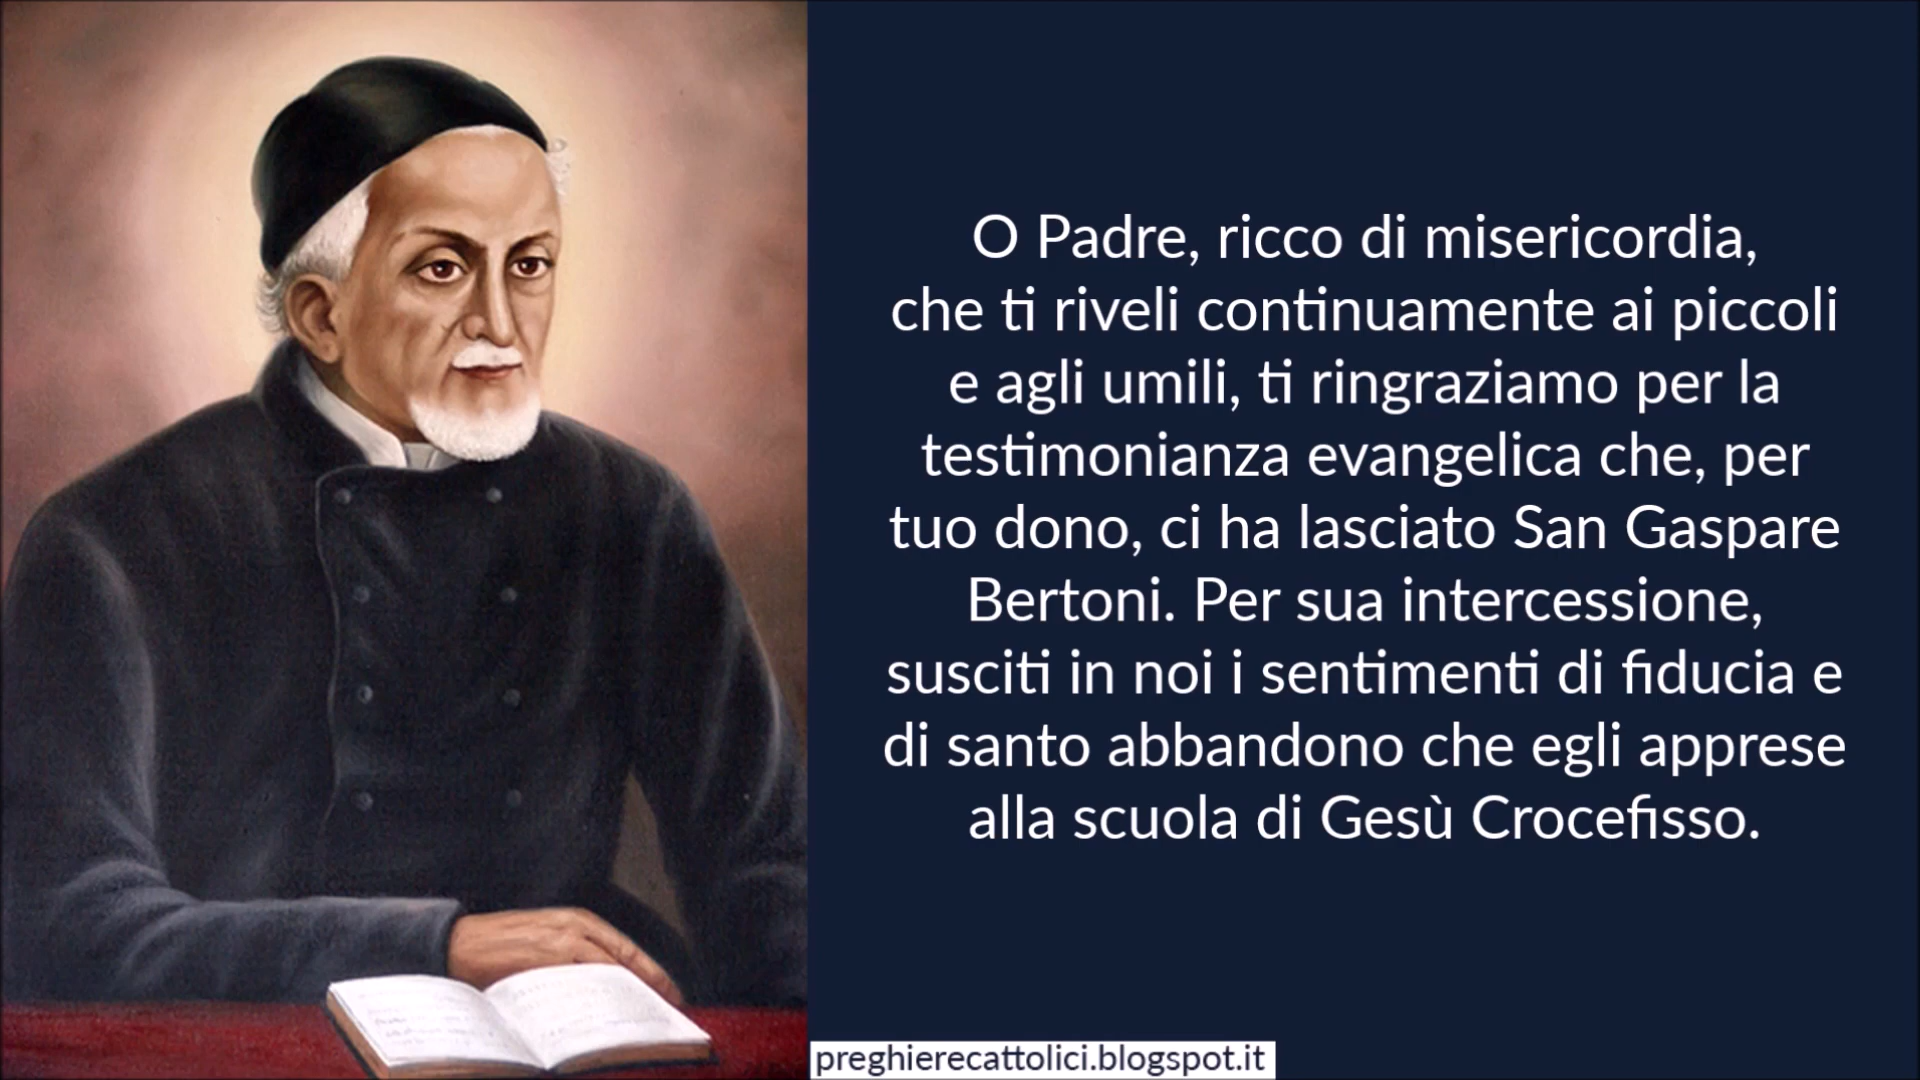 O Padre, ricco di misericordia,
che ti riveli continuamente ai piccoli
e agli umili, ti ringraziamo per la
testimonianza evangelica che, per
tuo dono, ci ha lasciato San Gaspare
Bertoni. Per sua intercessione,
susciti in noi i sentimenti di fiducia e
di santo abbandono che egli apprese
alla scuola di Gesù Crocefisso.
preghierecattolici.blogspot.it